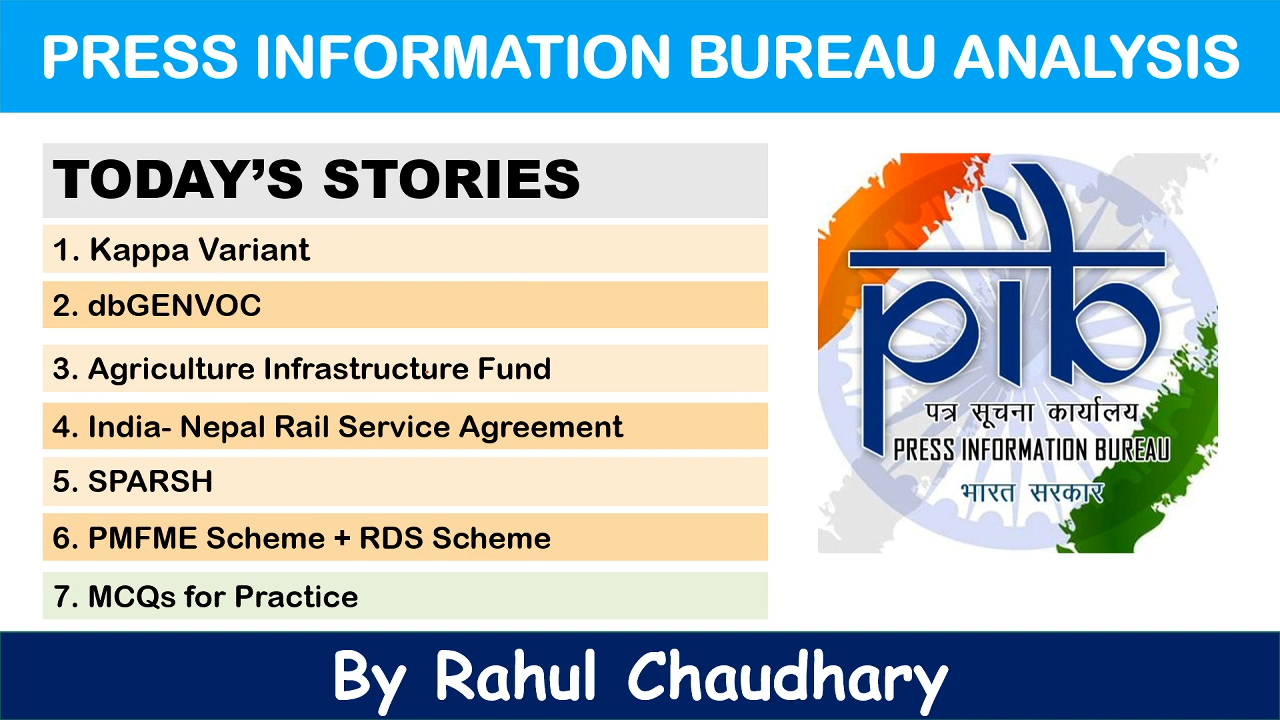 PRESS INFORMATION BUREAU ANALYSIS
TODAY’S STORIES
1. Kappa Variant
2. dbGENVOC
3. Agriculture Infrastructure Fund
4. India- Nepal Rail Service Agreement
5. SPARSH
6. PMFME Scheme + RDS Scheme
7. MCQs for Practice
pib
पत्र सूचना कार्यालय
PRESS INFORMATION BUREAU
भारत सरकार
By Rahul Chaudhary